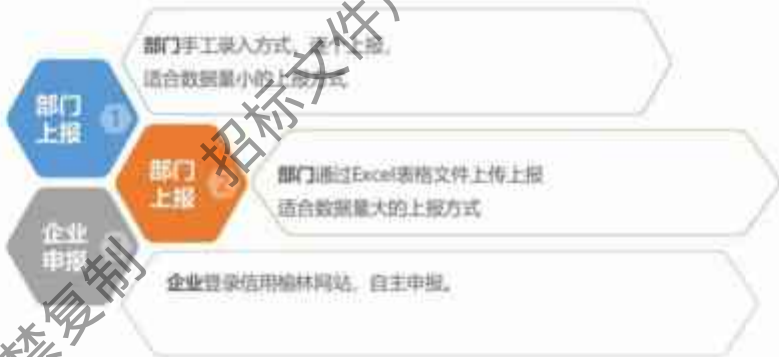 部门手工录入方式,逐个上报,
适合数据量小的上报方式
部门
上报
1
部门
上报
2
部门通过Excel表格文件上传上报
适合数据量大的上报方式
企业
申报
企业登录信用榆林网站,自主申报。
招标文件
禁复制